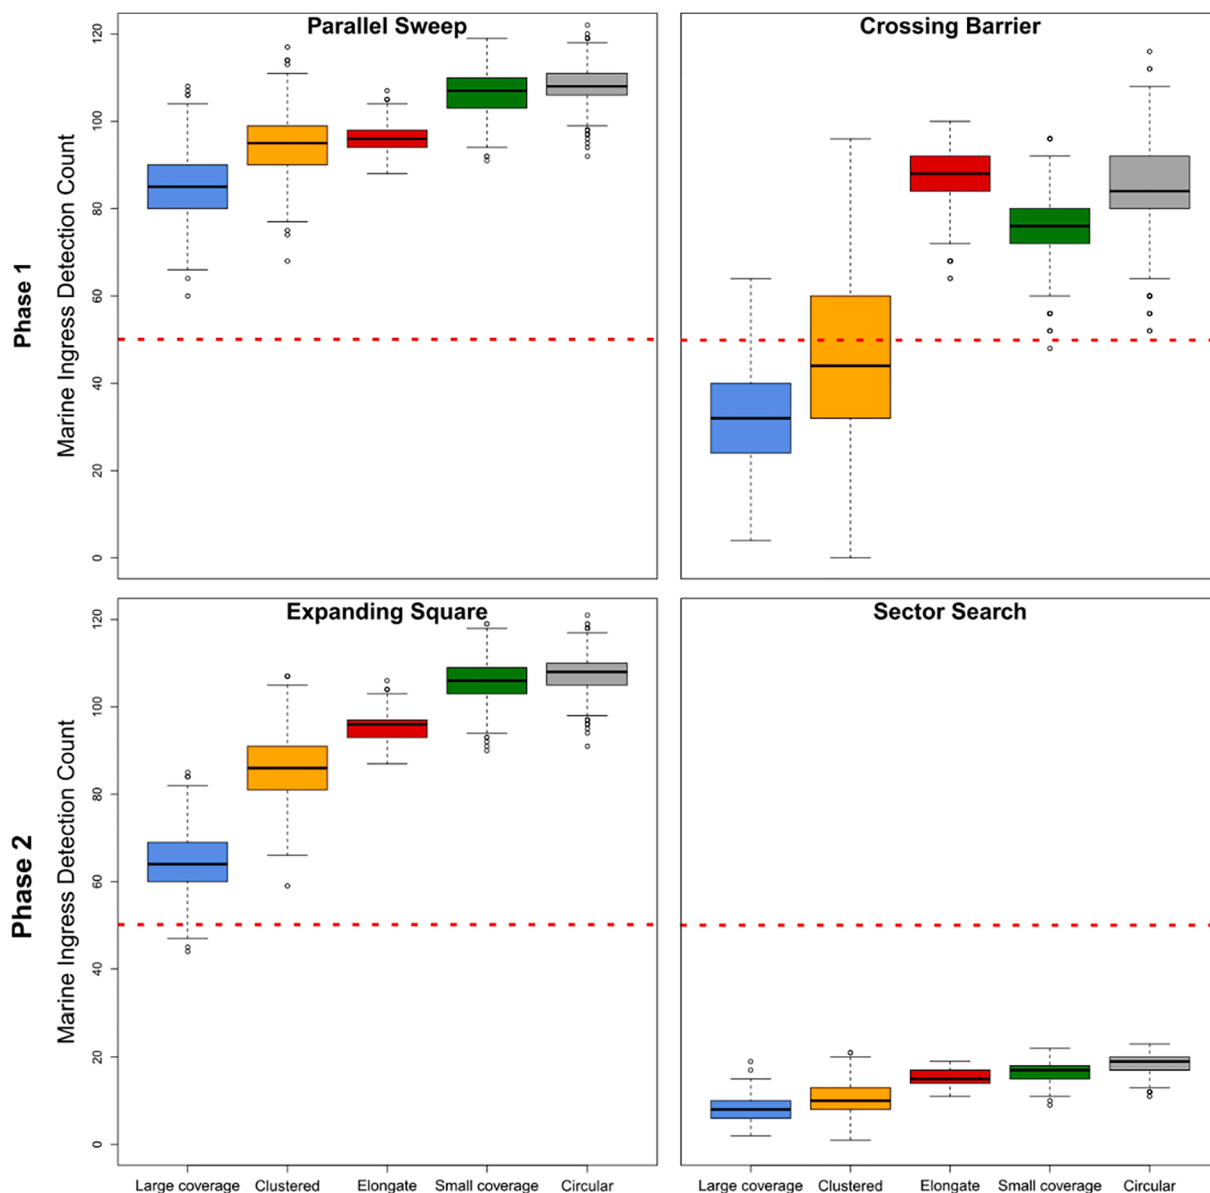 Parallel Sweep
Crossing Barrier
Phase 1
Marine Ingress Detection Count
120
100
80
60
40
20
0
Expanding Square
Sector Search
Phase 2
Marine Ingress Detection Count
120
100
80
60
40
20
0
Large coverage Clustered Elongate Small coverage Circular
Large coverage Clustered Elongate Small coverage Circular